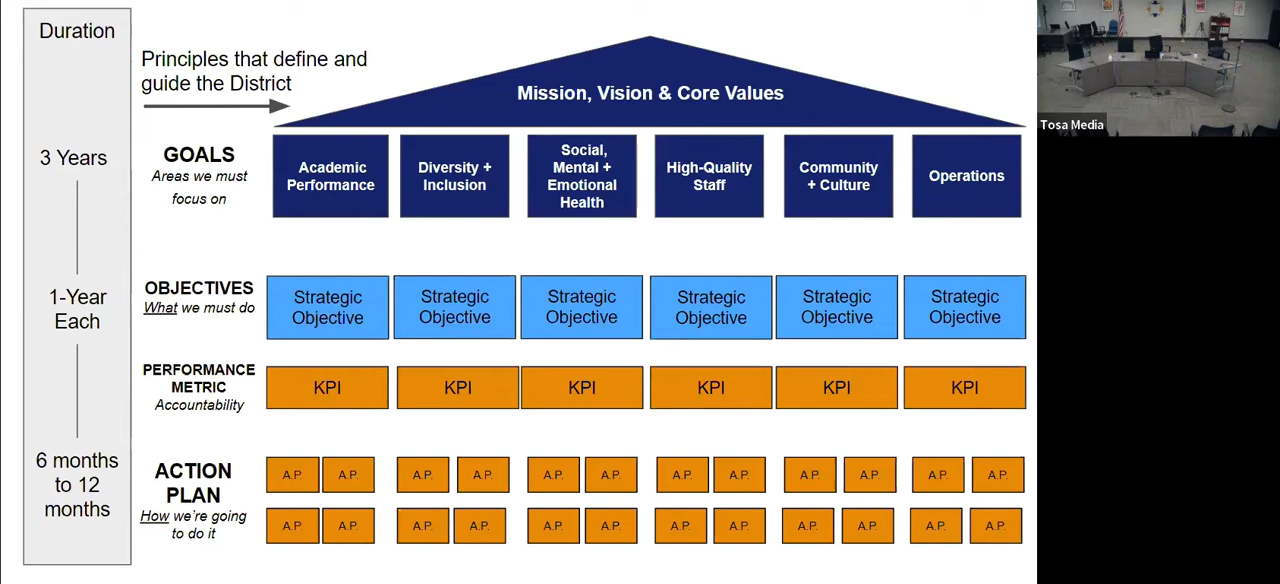 Duration
Principles that define and
guide the District
Mission, Vision & Core Values
Tosa Media
3 Years
GOALS
Areas we must
focus on
Academic
Performance
Diversity +
Inclusion
Social,
Mental +
Emotional
Health
High-Quality
Staff
Community
+ Culture
Operations
1-Year
Each
OBJECTIVES
What we must do
Strategic
Objective
Strategic
Objective
Strategic
Objective
Strategic
Objective
Strategic
Objective
Strategic
Objective
PERFORMANCE
METRIC
Accountability
KPI
KPI
KPI
KPI
KPI
KPI
6 months
to 12
months
ACTION
PLAN
How we're going
to do it
A.P. A.P. A.P. A.P. A.P. A.P. A.P. A.P. A.P. A.P. A.P. A.P.
A.P. A.P. A.P. A.P. A.P. A.P. A.P. A.P. A.P. A.P. A.P. A.P.